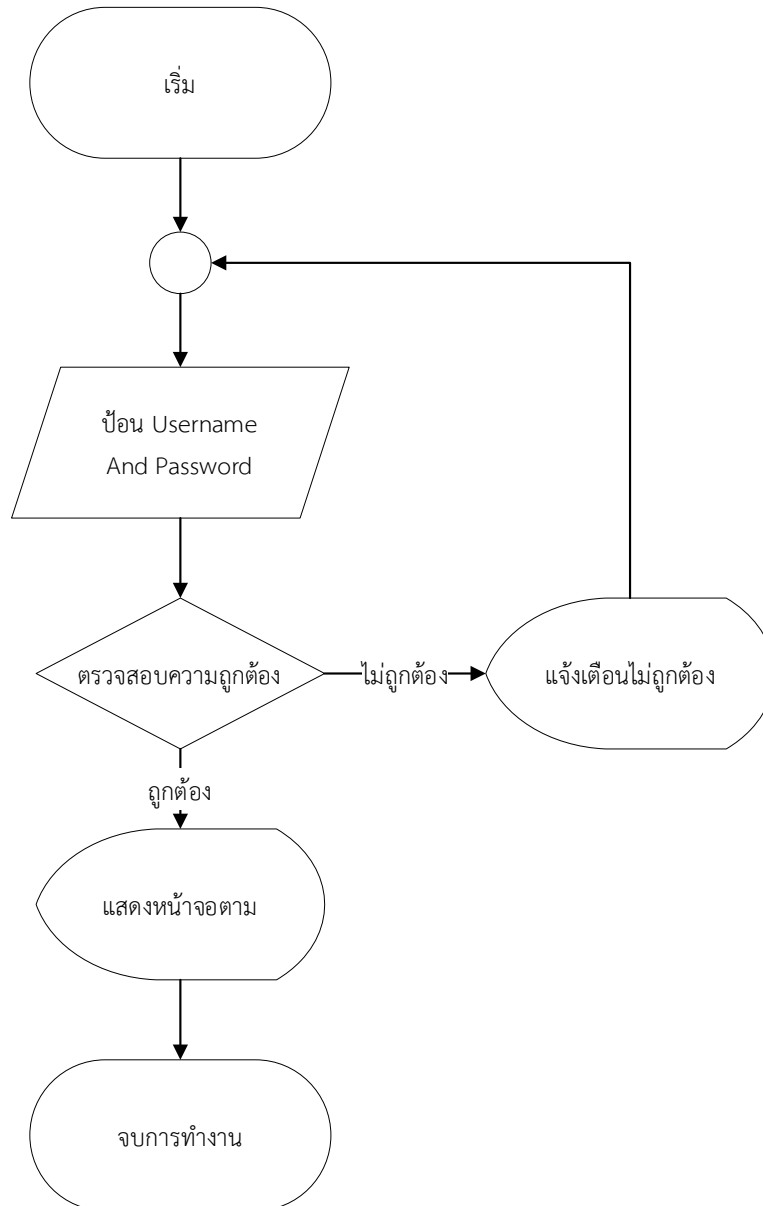 เริ่ม
ป้อน Username
And Password
ตรวจสอบความถูกต้อง
ไม่ถูกต้อง
แจ้งเตือนไม่ถูกต้อง
ถูกต้อง
แสดงหน้าจอตาม
จบการทำงาน